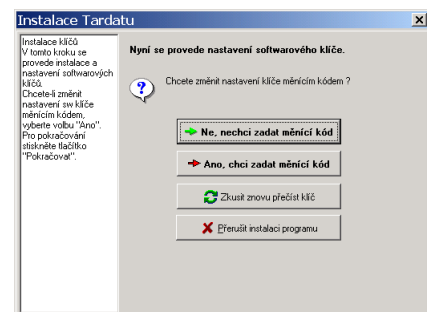 Instalace Tardatu
Instalace klíčů
V tomto kroku se
provede instalace a
nastavení softwarových
klíčů.
Chcete-li změnit
nastavení sw klíče
měnícím kódem,
vyberte volbu "Ano".
Pro pokračování
stiskněte tlačítko
"Pokračovat".
Nyní se provede nastavení softwarového klíče.
Chcete změnit nastavení klíče měnícím kódem ?
Ne, nechci zadat měnící kód
Ano, chci zadat měnící kód
Zkusit znovu přečíst klíč
Přerušit instalaci programu